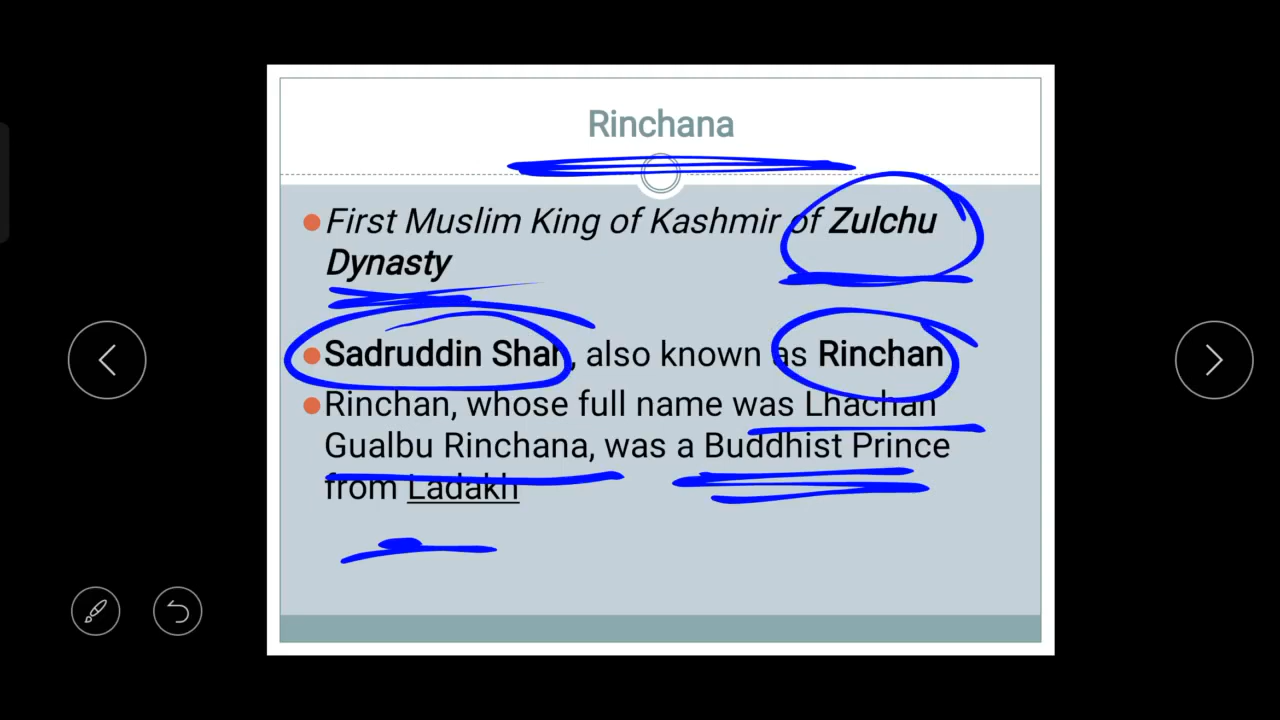 Rinchana
First Muslim King of Kashmir of Zulchu
Dynasty
Sadruddin Shah, also known as Rinchan
Rinchan, whose full name was Lhachan
Gualbu Rinchana, was a Buddhist Prince
from Ladakh